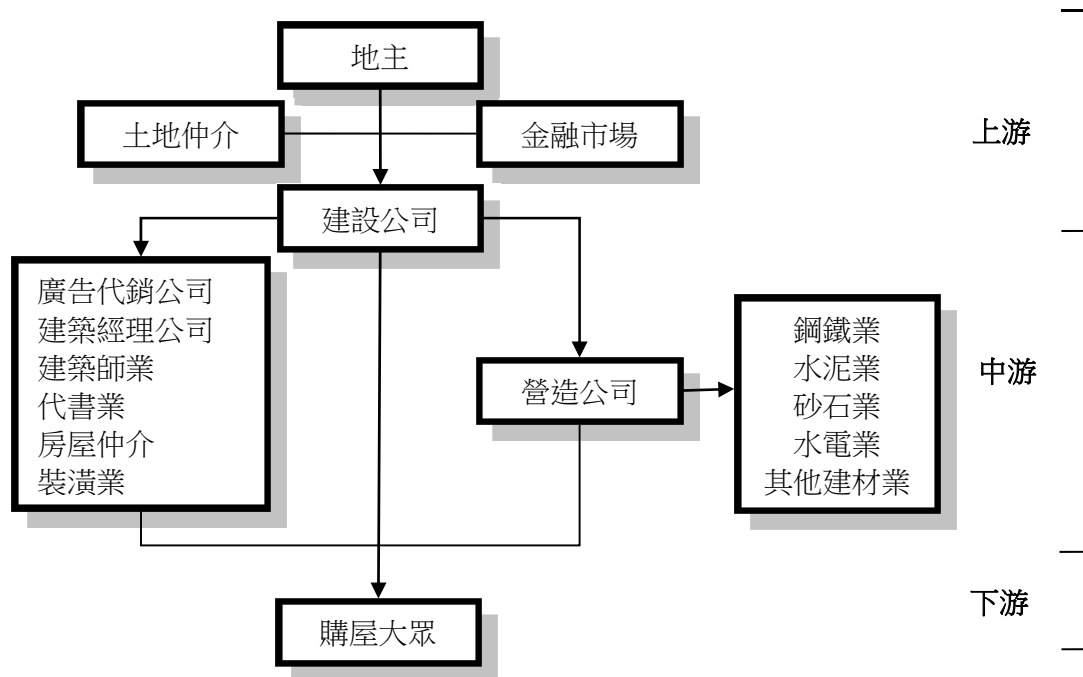 地主
土地仲介
金融市場
上游
建設公司
廣告代銷公司
建築經理公司
建築師業
代書業
房屋仲介
裝潢業
營造公司
鋼鐵業
水泥業
砂石業
水電業
其他建材業
中游
購屋大眾
下游